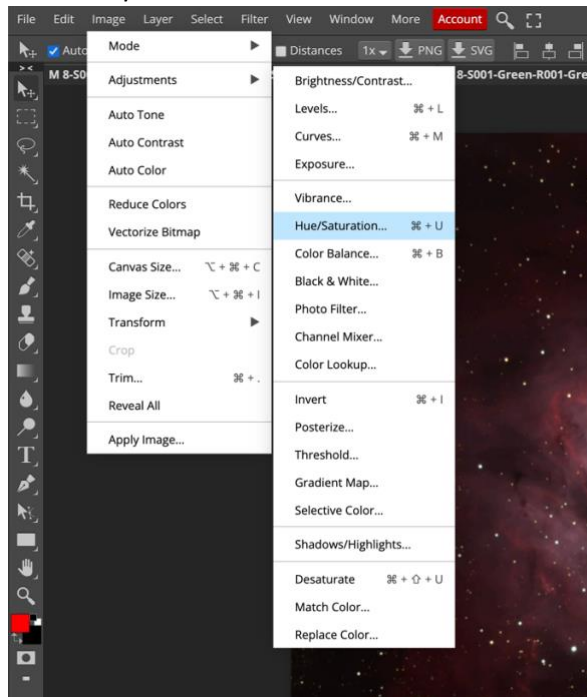 File Edit Image Layer Select Filter View Window More Account
Auto
Distances 1x PNG SVG
M 8-S0
8-S001-Green-R001-Gre
Mode
Adjustments
Auto Tone
Auto Contrast
Auto Color
Reduce Colors
Vectorize Bitmap
Canvas Size... ⌥ + ⌘ + C
Image Size... ⌥ + ⌘ + I
Transform
Crop
Trim... ⌘ + .
Reveal All
Apply Image...
Brightness/Contrast...
Levels... ⌘ + L
Curves... ⌘ + M
Exposure...
Vibrance...
Hue/Saturation... ⌘ + U
Color Balance... ⌘ + B
Black & White...
Photo Filter...
Channel Mixer...
Color Lookup...
Invert ⌘ + I
Posterize...
Threshold...
Gradient Map...
Selective Color...
Shadows/Highlights...
Desaturate ⌘ + ⇧ + U
Match Color...
Replace Color...